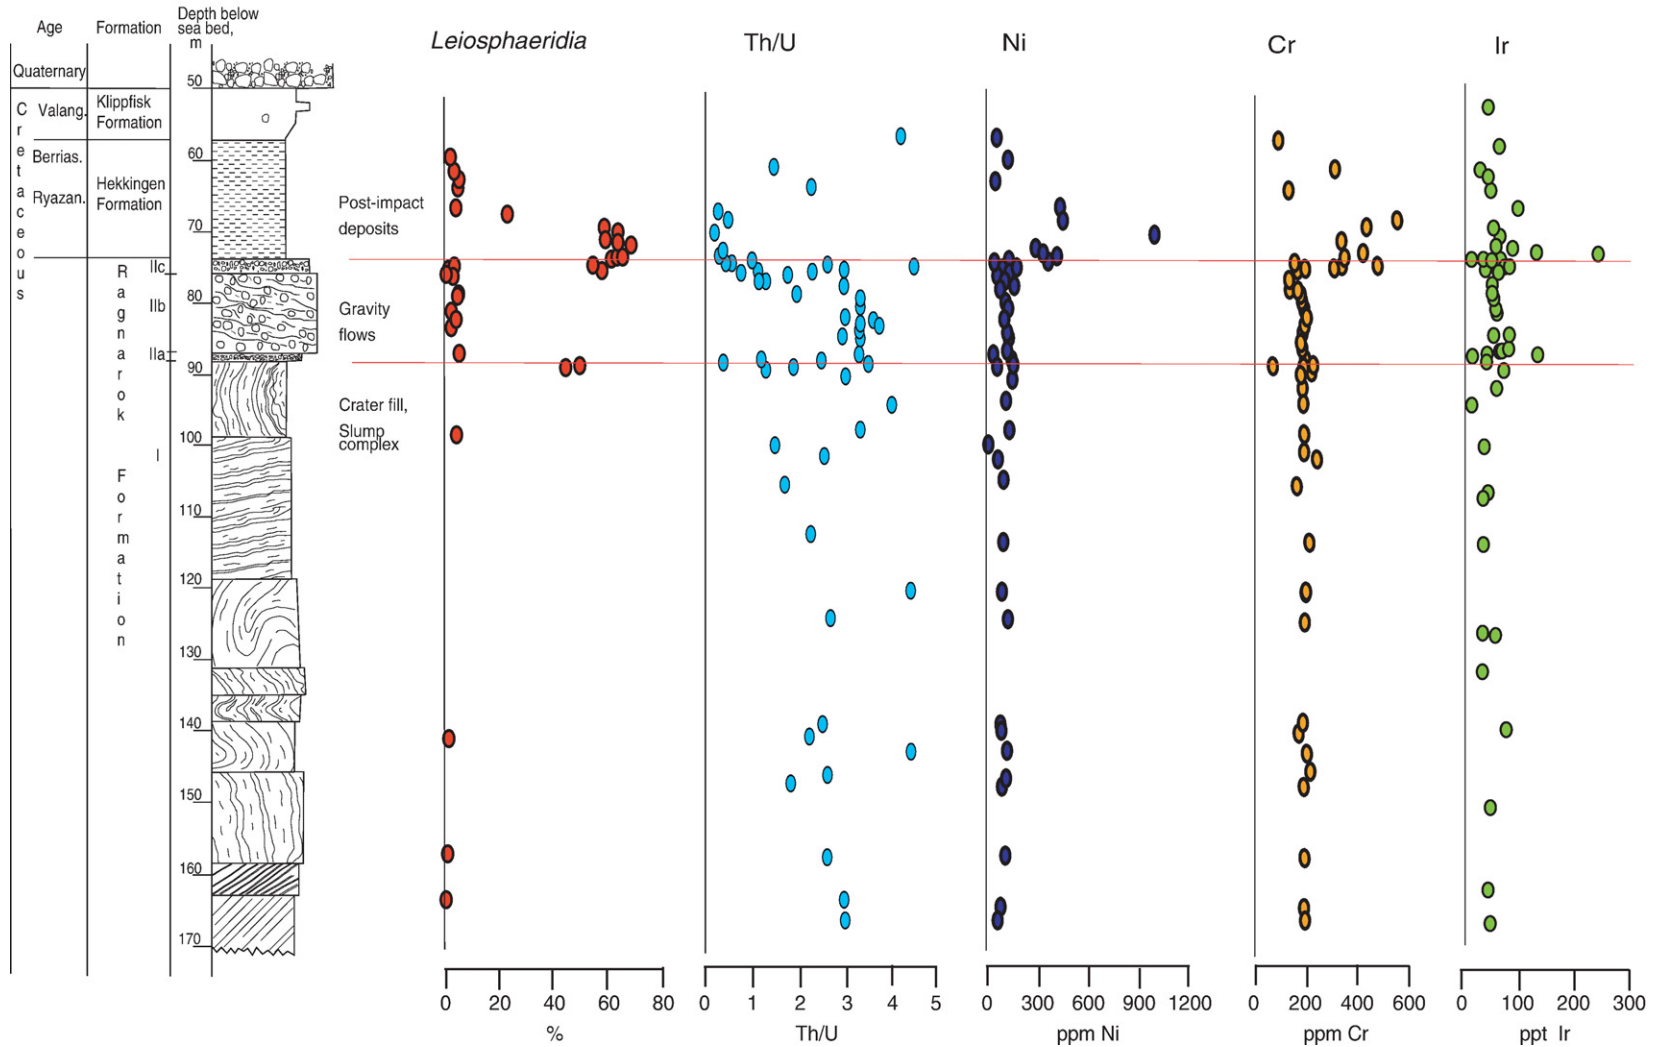 Age
Formation
Depth below
sea bed,
m
Leiosphaeridia
Th/U
Ni
Cr
Ir
Quaternary
50
Cretaceous
Valang.
Klippfisk
Formation
Berrias.
60
Ryazan.
Hekkingen
Formation
Post-impact
deposits
70
Ragnarok
Formation
IIc
80
IIb
Gravity
flows
IIa
90
Crater fill,
Slump
complex
100
I
110
120
130
140
150
160
170
0 20 40 60 80
%
0 1 2 3 4 5
Th/U
0 300 600 900 1200
ppm Ni
0 200 400 600
ppm Cr
0 100 200 300
ppt Ir